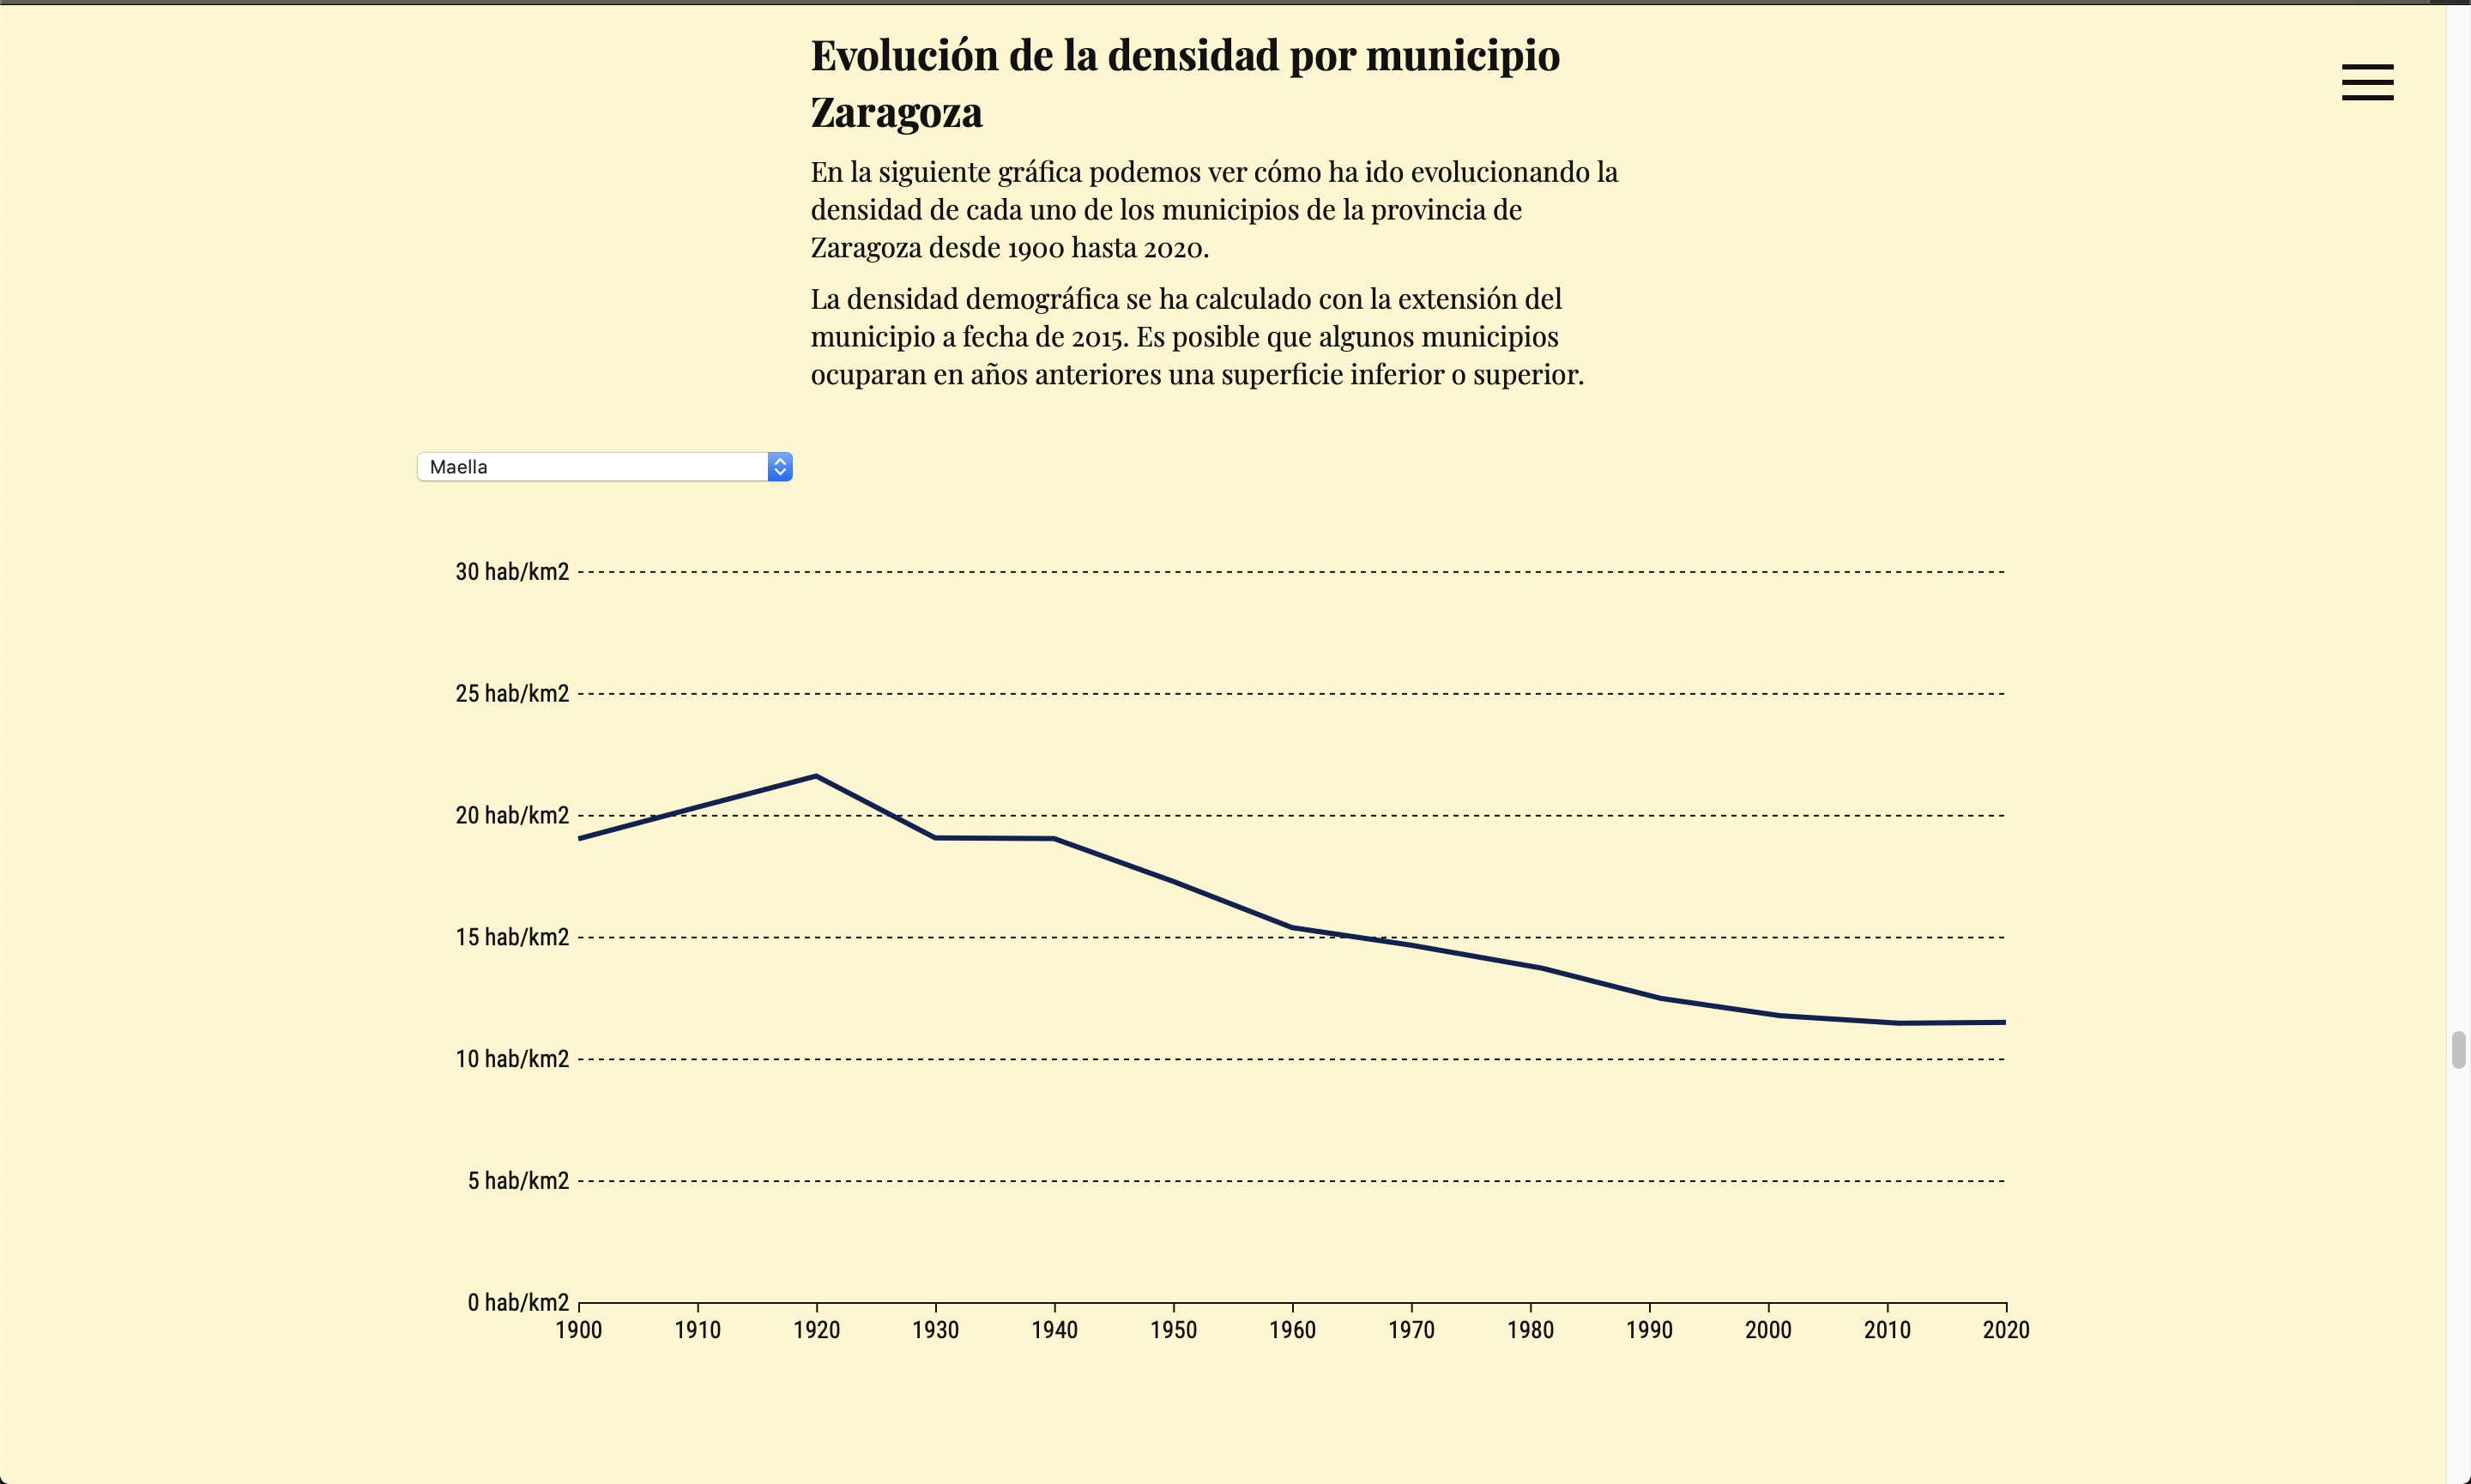 Evolución de la densidad por municipio
Zaragoza
En la siguiente gráfica podemos ver cómo ha ido evolucionando la
densidad de cada uno de los municipios de la provincia de
Zaragoza desde 1900 hasta 2020.
La densidad demográfica se ha calculado con la extensión del
municipio a fecha de 2015. Es posible que algunos municipios
ocuparan en años anteriores una superficie inferior o superior.
Maella
30 hab/km2
25 hab/km2
20 hab/km2
15 hab/km2
10 hab/km2
5 hab/km2
0 hab/km2
1900 1910 1920 1930 1940 1950 1960 1970 1980 1990 2000 2010 2020